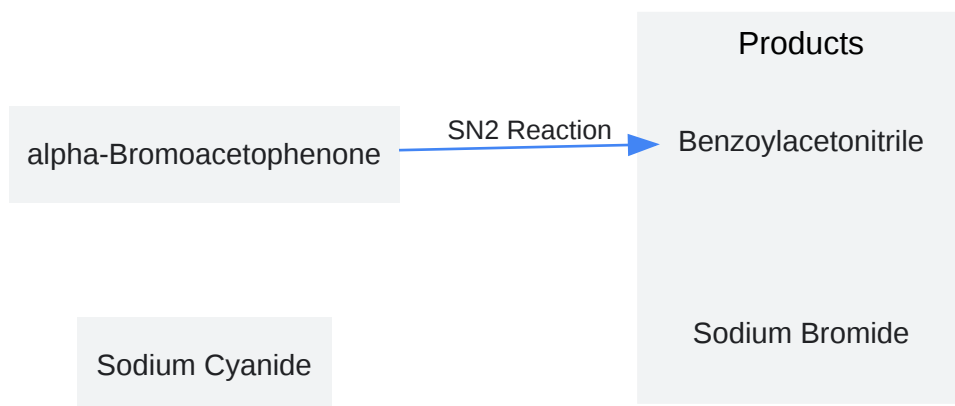 Products
SN2 Reaction
alpha-Bromoacetophenone
Benzoylacetonitrile
Sodium Bromide
Sodium Cyanide